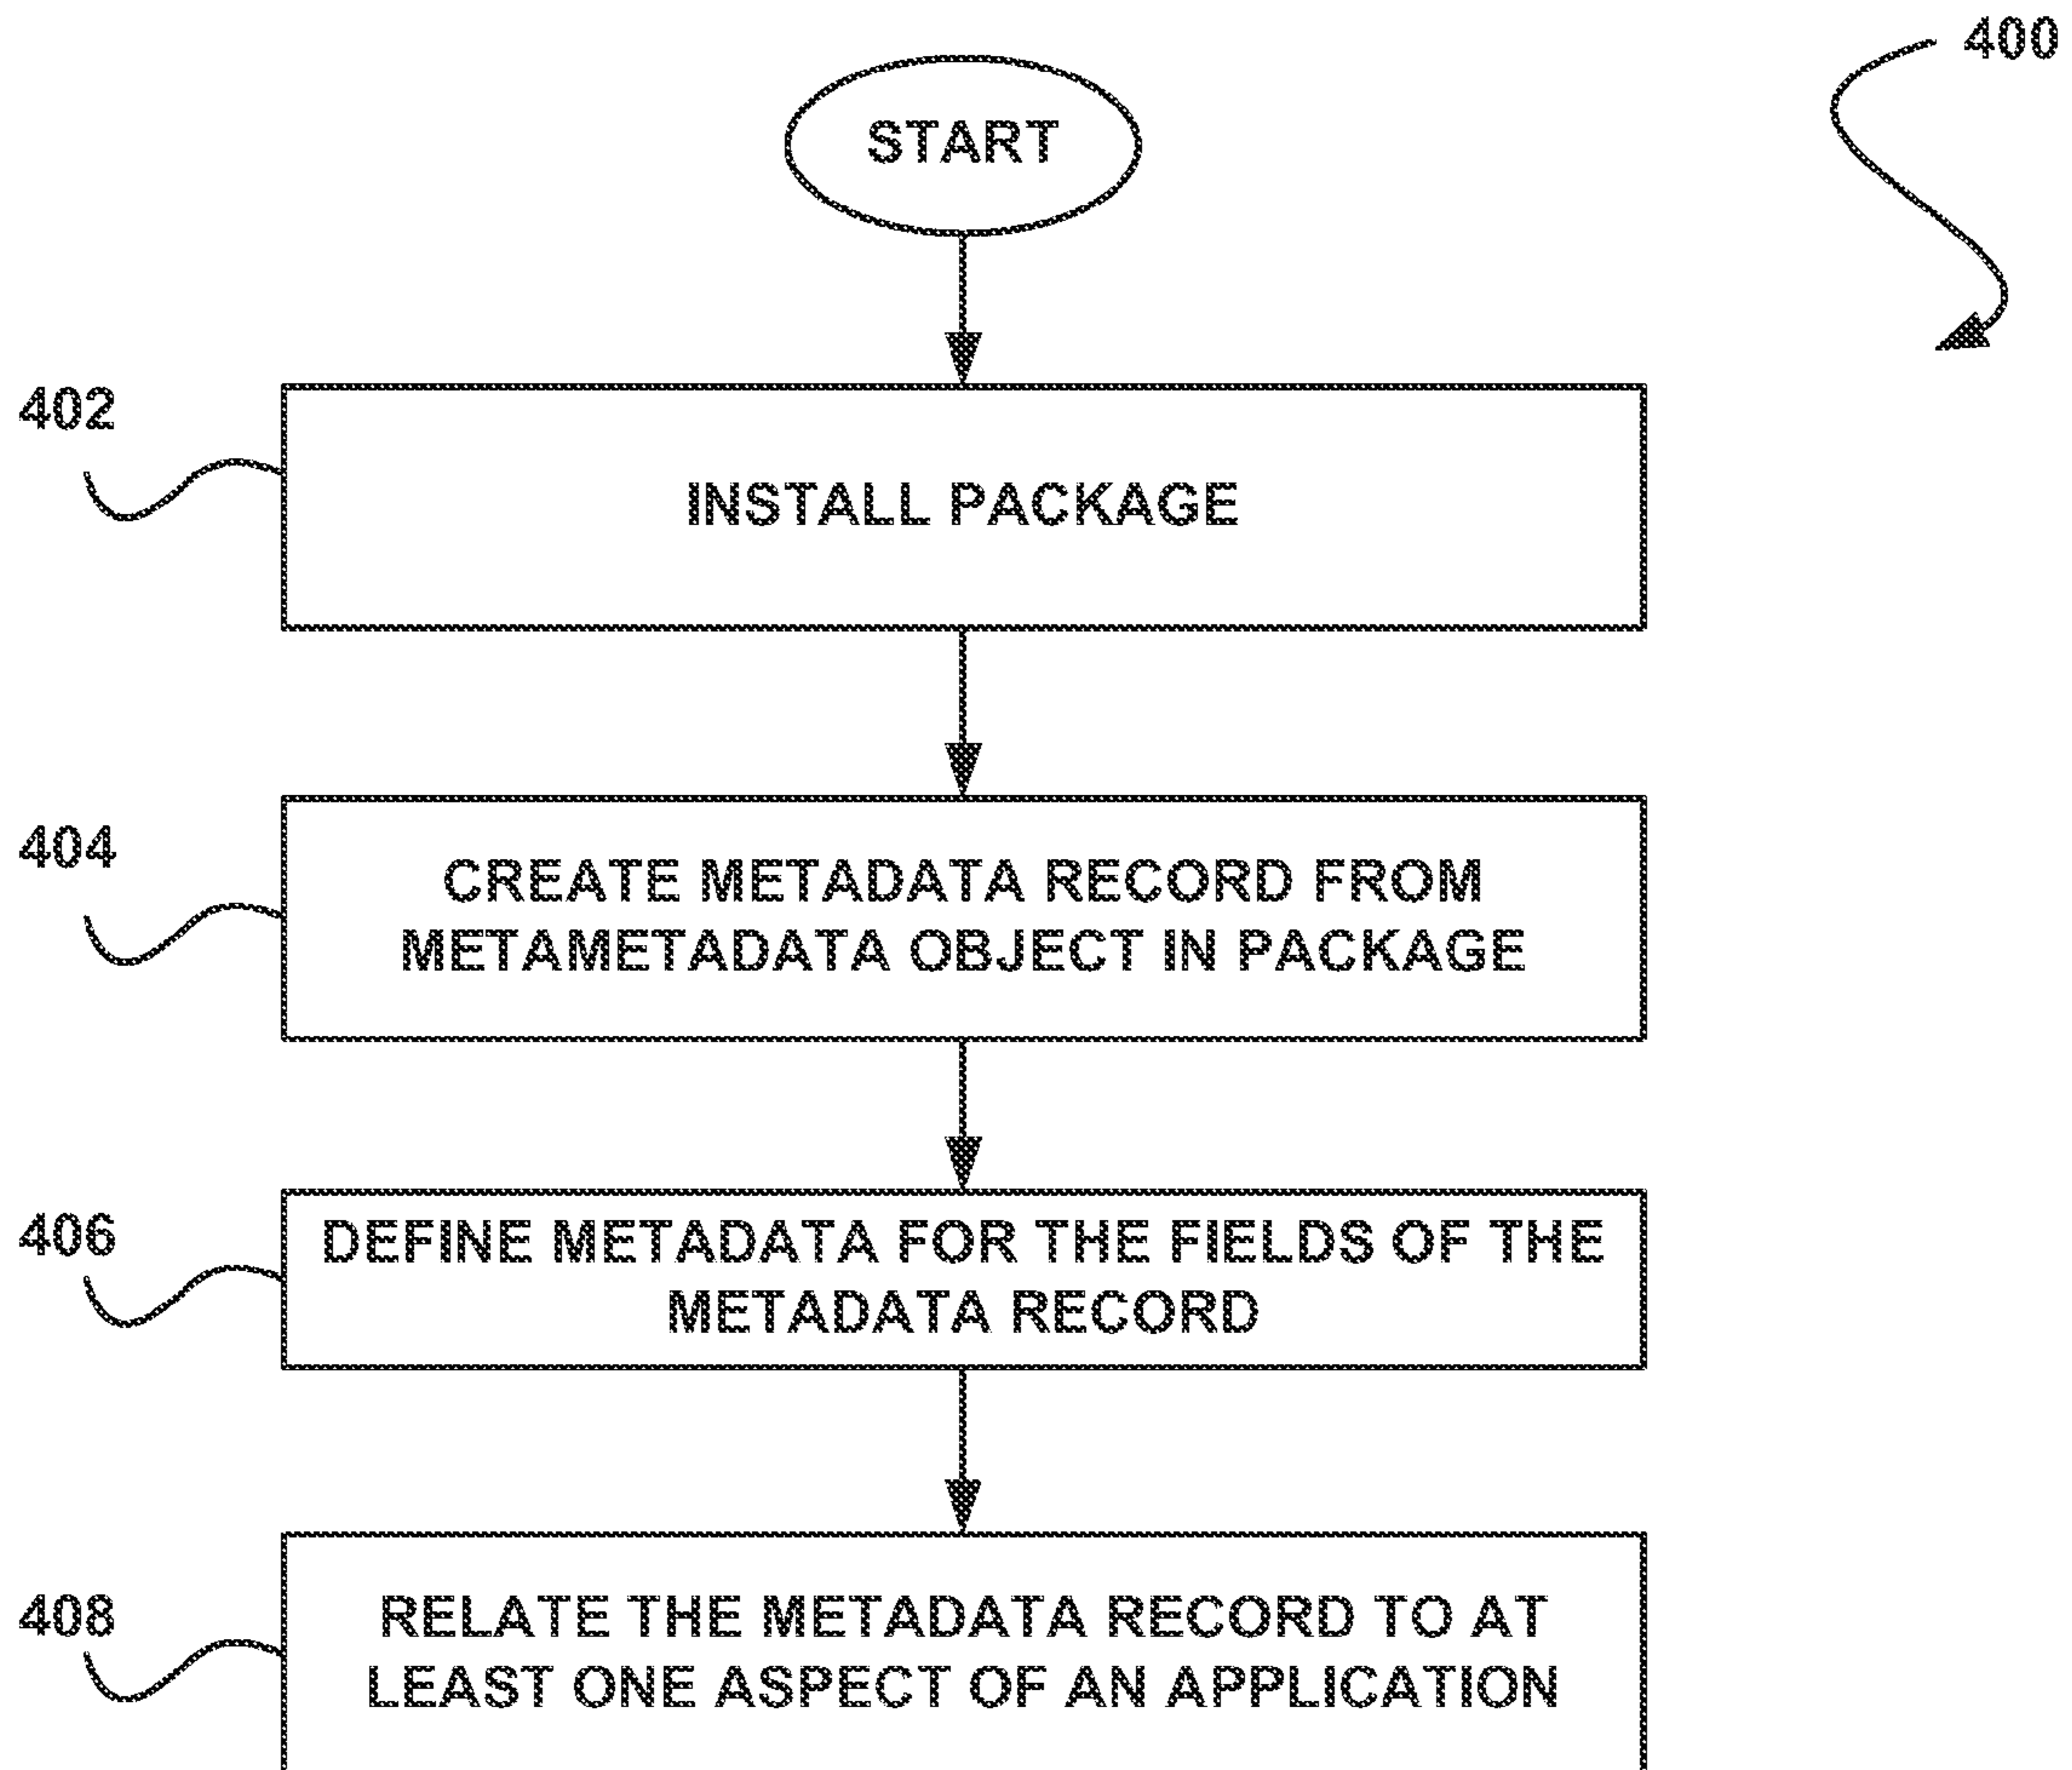 400
START
402
INSTALL PACKAGE
404
CREATE METADATA RECORD FROM
METAMETADATA OBJECT IN PACKAGE
406
DEFINE METADATA FOR THE FIELDS OF THE
METADATA RECORD
408
RELATE THE METADATA RECORD TO AT
LEAST ONE ASPECT OF AN APPLICATION